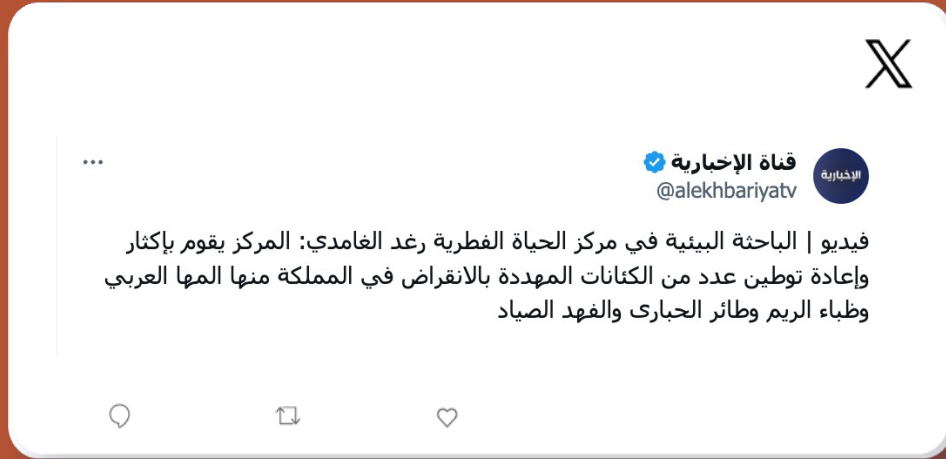 قناة الإخبارية
@alekhbariyatv
الإخبارية
فيديو | الباحثة البيئية في مركز الحياة الفطرية رغد الغامدي: المركز يقوم بإكثار
وإعادة توطين عدد من الكئانات المهددة بالانقراض في المملكة منها المها العربي
وظباء الريم وطائر الحبارى والفهد الصياد